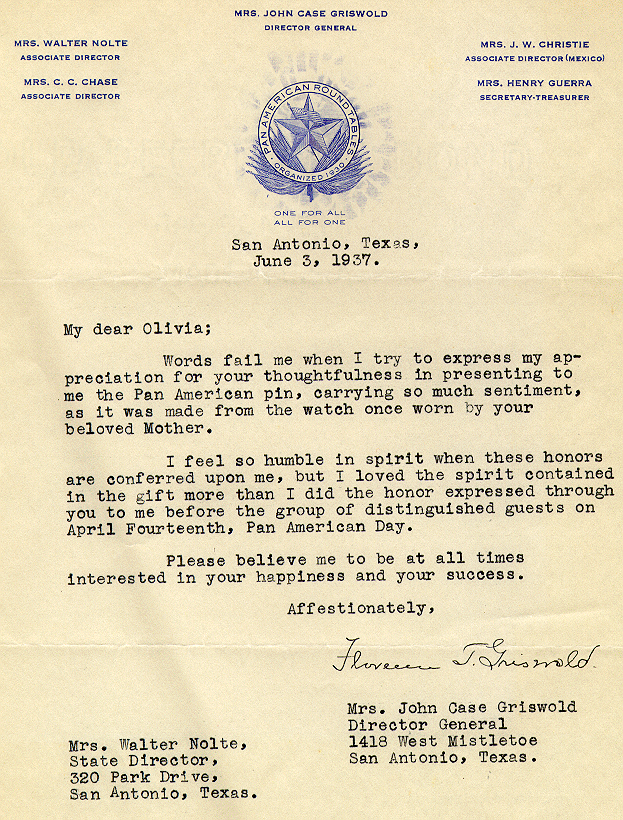 MRS. JOHN CASE GRISWOLD
DIRECTOR GENERAL
MRS. WALTER NOLTE
ASSOCIATE DIRECTOR
MRS. C. C. CHASE
ASSOCIATE DIRECTOR
MRS. J. W. CHRISTIE
ASSOCIATE DIRECTOR (MEXICO)
MRS. HENRY GUERRA
SECRETARY-TREASURER
PAN AMERICAN ROUND TABLES
ORGANIZED 1930
ONE FOR ALL
ALL FOR ONE
San Antonio, Texas,
June 3, 1937.
My dear Olivia;
Words fail me when I try to express my ap-
preciation for your thoughtfulness in presenting to
me the Pan American pin, carrying so much sentiment,
as it was made from the watch once worn by your
beloved Mother.
I feel so humble in spirit when these honors
are conferred upon me, but I loved the spirit contained
in the gift more than I did the honor expressed through
you to me before the group of distinguished guests on
April Fourteenth, Pan American Day.
Please believe me to be at all times
interested in your happiness and your success.
Affestionately,
Florence T. Griswold.
Mrs. John Case Griswold
Director General
1418 West Mistletoe
San Antonio, Texas.
Mrs. Walter Nolte,
State Director,
320 Park Drive,
San Antonio, Texas.